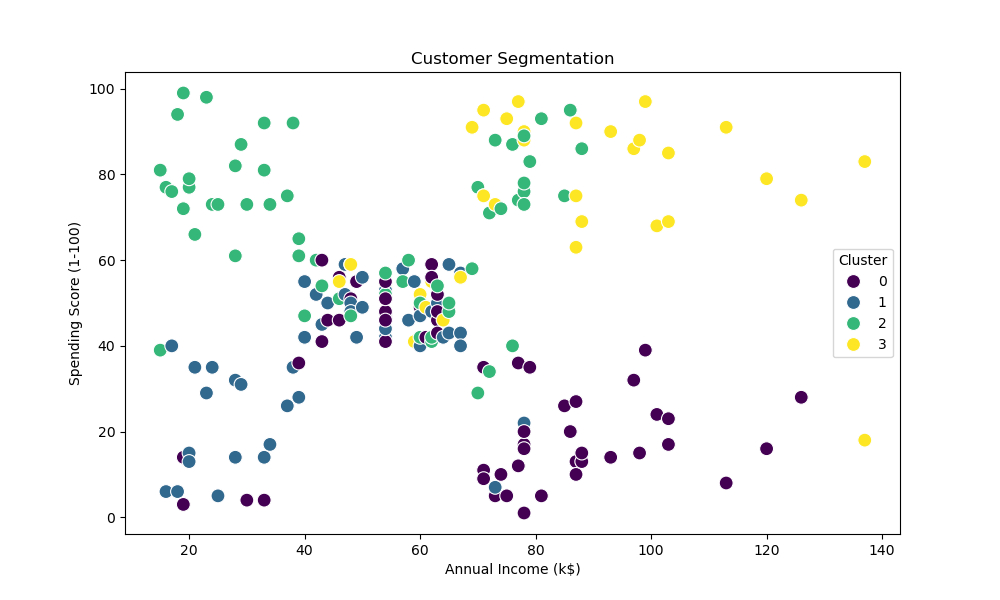 Customer Segmentation
100
80
60
40
20
0
Spending Score (1-100)
Cluster
0
1
2
3
20 40 60 80 100 120 140
Annual Income (k$)